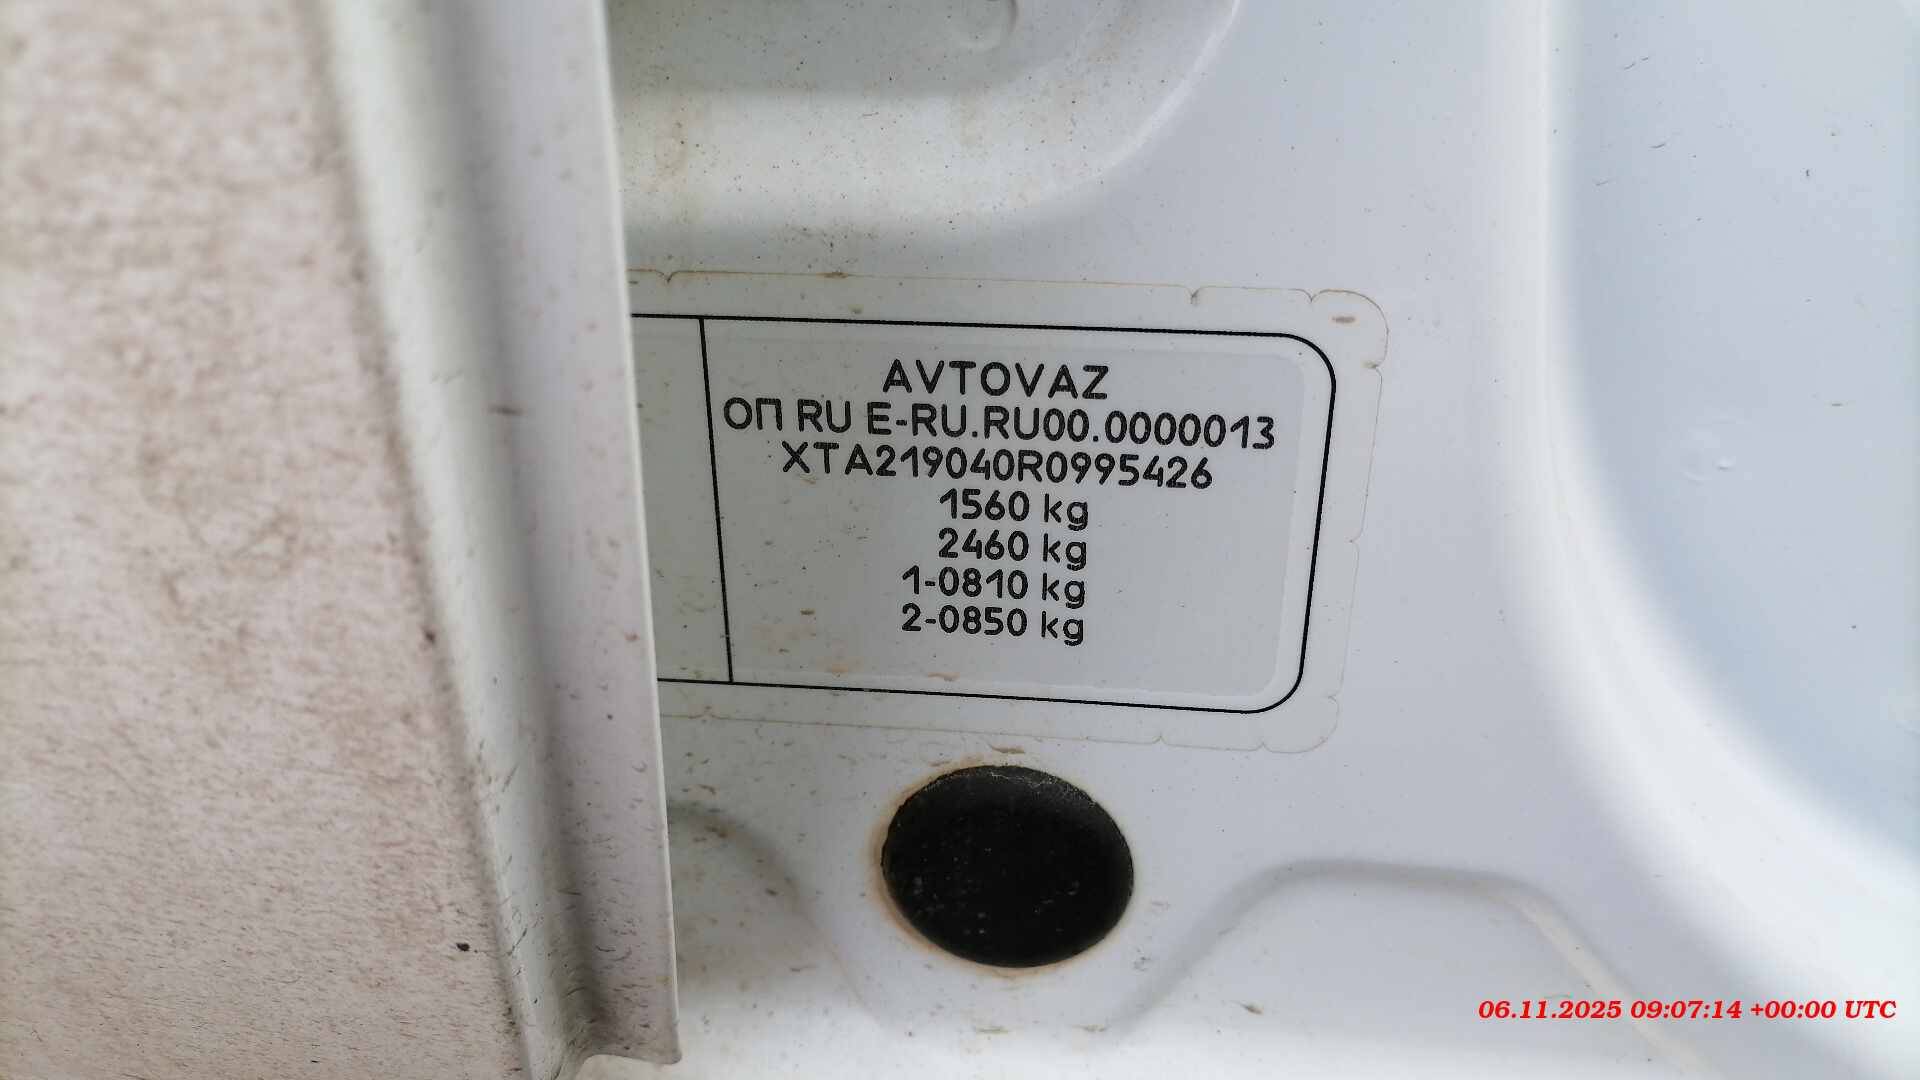 AVTOVAZ
ОП RU E-RU.RU00.0000013
XTA219040R0995426
1560 kg
2460 kg
1-0810 kg
2-0850 kg
06.11.2025 09:07:14 +00:00 UTC